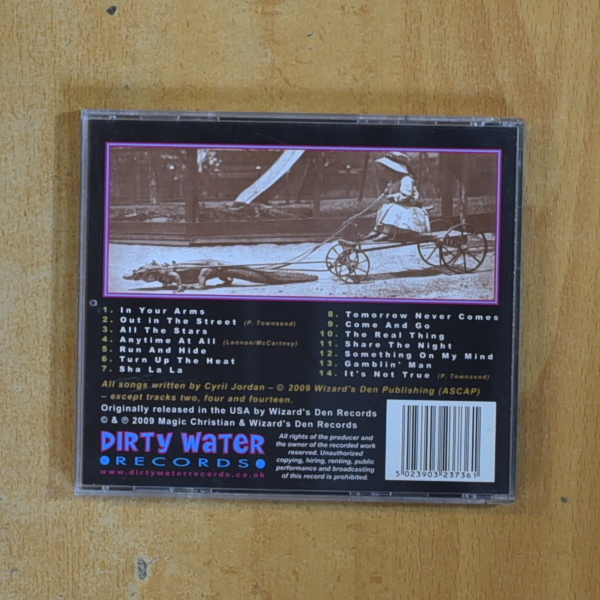 1. In Your Arms
2. Out in The Street (P. Townsend)
3. All The Stars
4. Anytime At All (Lennon/McCartney)
5. Run And Hide
6. Turn Up The Heat
7. Sha La La
8. Tomorrow Never Comes
9. Come And Go
10. The Real Thing
11. Share The Night
12. Something On My Mind
13. Gamblin' Man
14. It's Not True (P. Townsend)
All songs written by Cyril Jordan – © 2009 Wizard's Den Publishing (ASCAP)
– except tracks two, four and fourteen.
Originally released in the USA by Wizard's Den Records
© & ℗ 2009 Magic Christian & Wizard's Den Records
DIRTY WATER
RECORDS
www.dirtywaterrecords.co.uk
All rights of the producer and
the owner of the recorded work
reserved. Unauthorized
copying, hiring, renting, public
performance and broadcasting
of this record is prohibited.
5 023903 237361